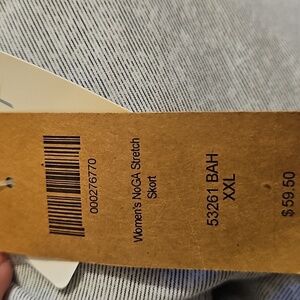 000276770
Women's NoGA Stretch
Skort
53261 BAH
XXL
$59.50